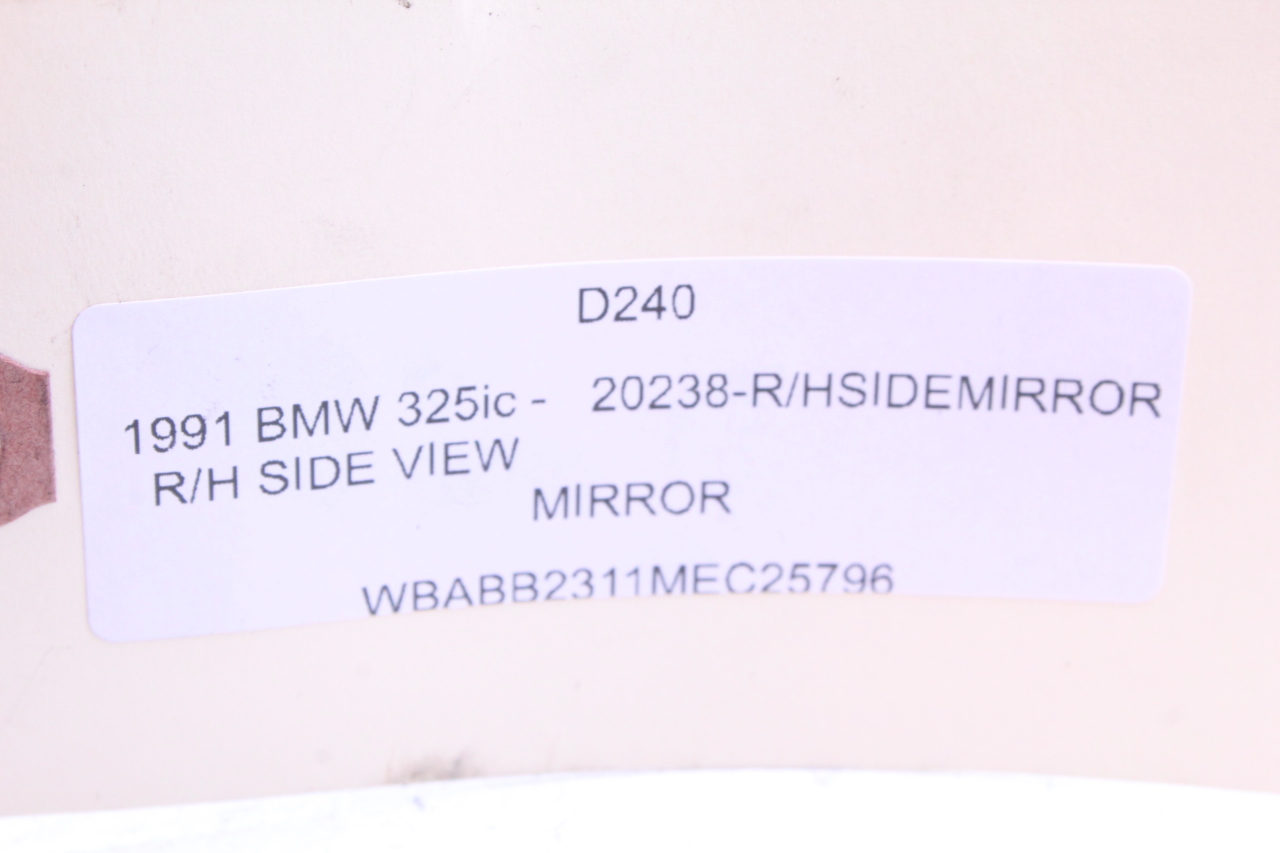 D240
1991 BMW 325ic - 20238-R/HSIDEMIRROR
R/H SIDE VIEW
MIRROR
WBABB2311MEC25796